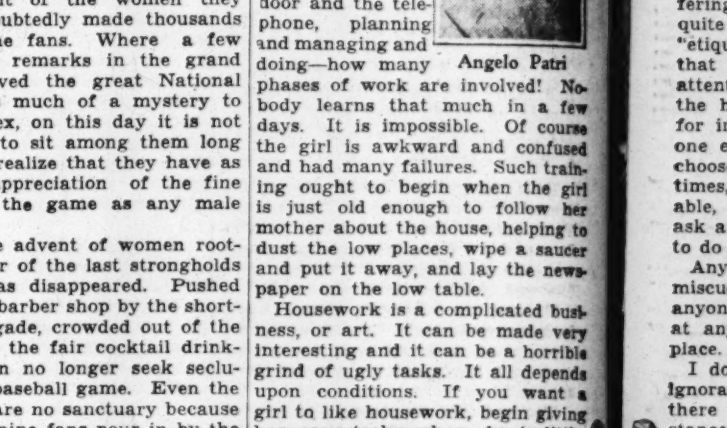 t of the women they
ubtedly made thousands
e fans. Where a few
remarks in the grand
ved the great National
much of a mystery to
ex, on this day it is not
to sit among them long
realize that they have as
ppreciation of the fine
the game as any male
e advent of women root-
r of the last strongholds
as disappeared. Pushed
barber shop by the short-
gade, crowded out of the
the fair cocktail drink-
n no longer seek seclu-
baseball game. Even the
are no sanctuary because
door and the tele-
phone, planning
and managing and
doing—how many
Angelo Patri
phases of work are involved! No-
body learns that much in a few
days. It is impossible. Of course
the girl is awkward and confused
and had many failures. Such train-
ing ought to begin when the girl
is just old enough to follow her
mother about the house, helping to
dust the low places, wipe a saucer
and put it away, and lay the news-
paper on the low table.
Housework is a complicated busi-
ness, or art. It can be made very
interesting and it can be a horrible
grind of ugly tasks. It all depends
upon conditions. If you want a
girl to like housework, begin giving
fering
quite
"etiqu
that
attent
the h
for in
one e
choos
times,
able,
ask a
to do
Any
miscu
anyon
at an
place.
I do
Ignora
there